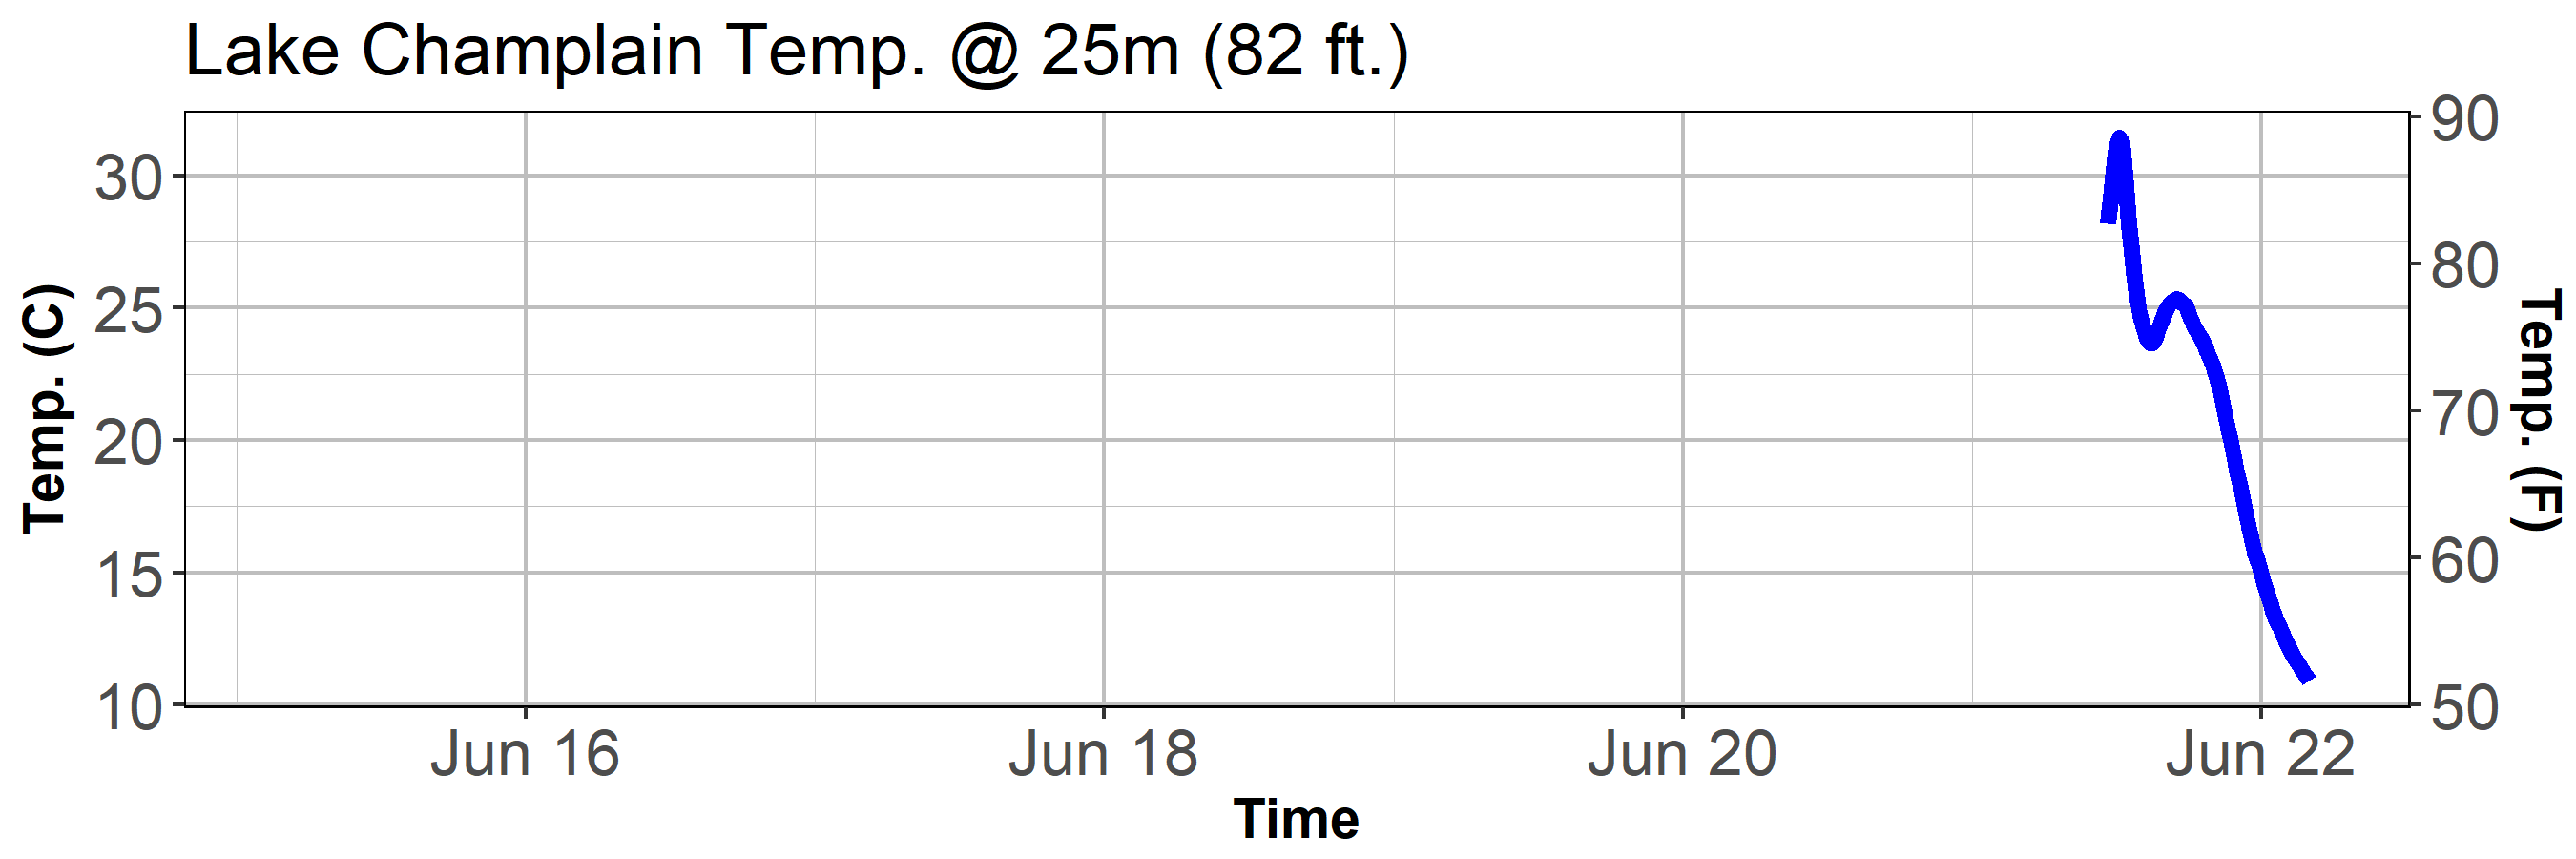 Lake Champlain Temp. @ 25m (82 ft.)
Temp. (C)
30
25
20
15
10
90
80
70
60
50
Temp. (F)
Jun 16 Jun 18 Jun 20 Jun 22
Time